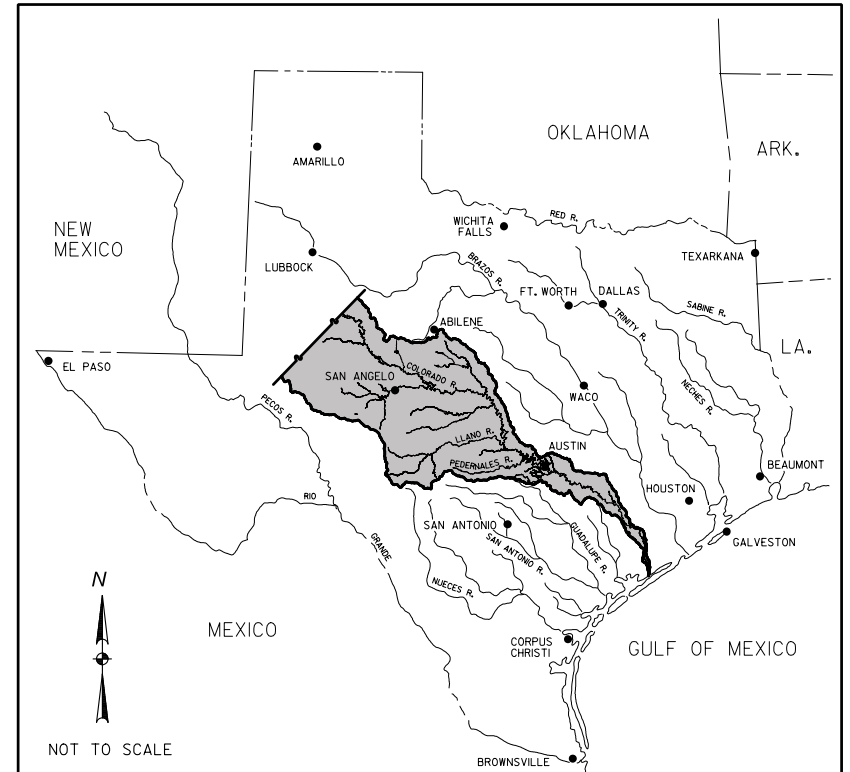 OKLAHOMA
ARK.
AMARILLO
NEW
MEXICO
WICHITA
FALLS
RED R.
TEXARKANA
LUBBOCK
BRAZOS R.
FT. WORTH
DALLAS
SABINE R.
TRINITY R.
ABILENE
LA.
EL PASO
COLORADO R.
SAN ANGELO
NECHES R.
WACO
PECOS R.
LLANO R.
AUSTIN
PEDERNALES R.
BEAUMONT
HOUSTON
RIO
GRANDE
SAN ANTONIO
GUADALUPE R.
GALVESTON
SAN ANTONIO R.
NUECES R.
N
MEXICO
CORPUS
CHRISTI
GULF OF MEXICO
NOT TO SCALE
BROWNSVILLE